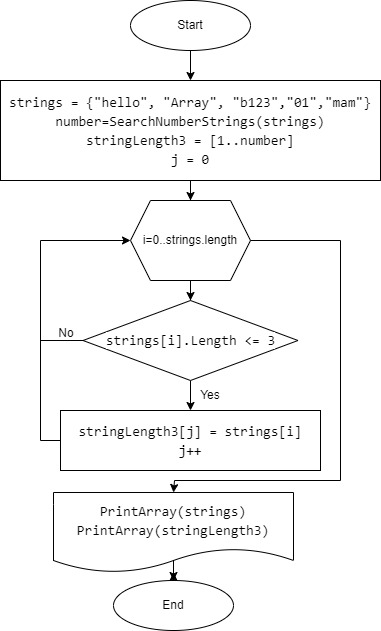 Start
strings = {"hello", "Array", "b123","01","mam"}
number=SearchNumberStrings(strings)
stringLength3 = [1..number]
j = 0
i=0..strings.length
No
strings[i].Length <= 3
Yes
stringLength3[j] = strings[i]
j++
PrintArray(strings)
PrintArray(stringLength3)
End